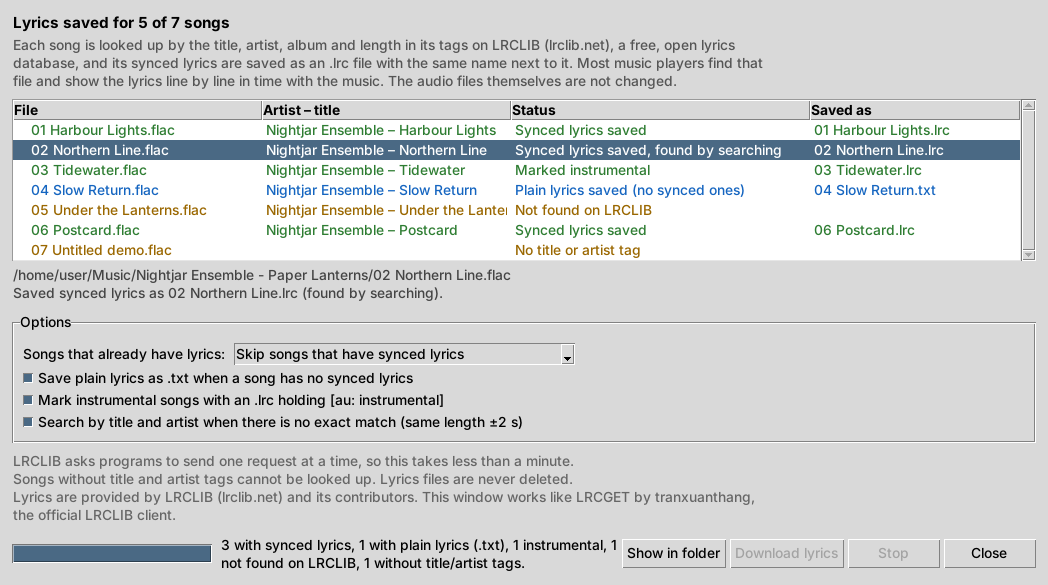 Lyrics saved for 5 of 7 songs
Each song is looked up by the title, artist, album and length in its tags on LRCLIB (lrclib.net), a free, open lyrics
database, and its synced lyrics are saved as an .lrc file with the same name next to it. Most music players find that
file and show the lyrics line by line in time with the music. The audio files themselves are not changed.
File Artist – title Status Saved as
01 Harbour Lights.flac Nightjar Ensemble – Harbour Lights Synced lyrics saved 01 Harbour Lights.lrc
02 Northern Line.flac Nightjar Ensemble – Northern Line Synced lyrics saved, found by searching 02 Northern Line.lrc
03 Tidewater.flac Nightjar Ensemble – Tidewater Marked instrumental 03 Tidewater.lrc
04 Slow Return.flac Nightjar Ensemble – Slow Return Plain lyrics saved (no synced ones) 04 Slow Return.txt
05 Under the Lanterns.flac Nightjar Ensemble – Under the Lanter Not found on LRCLIB
06 Postcard.flac Nightjar Ensemble – Postcard Synced lyrics saved 06 Postcard.lrc
07 Untitled demo.flac No title or artist tag
/home/user/Music/Nightjar Ensemble - Paper Lanterns/02 Northern Line.flac
Saved synced lyrics as 02 Northern Line.lrc (found by searching).
Options
Songs that already have lyrics: Skip songs that have synced lyrics
Save plain lyrics as .txt when a song has no synced lyrics
Mark instrumental songs with an .lrc holding [au: instrumental]
Search by title and artist when there is no exact match (same length ±2 s)
LRCLIB asks programs to send one request at a time, so this takes less than a minute.
Songs without title and artist tags cannot be looked up. Lyrics files are never deleted.
Lyrics are provided by LRCLIB (lrclib.net) and its contributors. This window works like LRCGET by tranxuanthang,
the official LRCLIB client.
3 with synced lyrics, 1 with plain lyrics (.txt), 1 instrumental, 1
not found on LRCLIB, 1 without title/artist tags.
Show in folder Download lyrics Stop Close